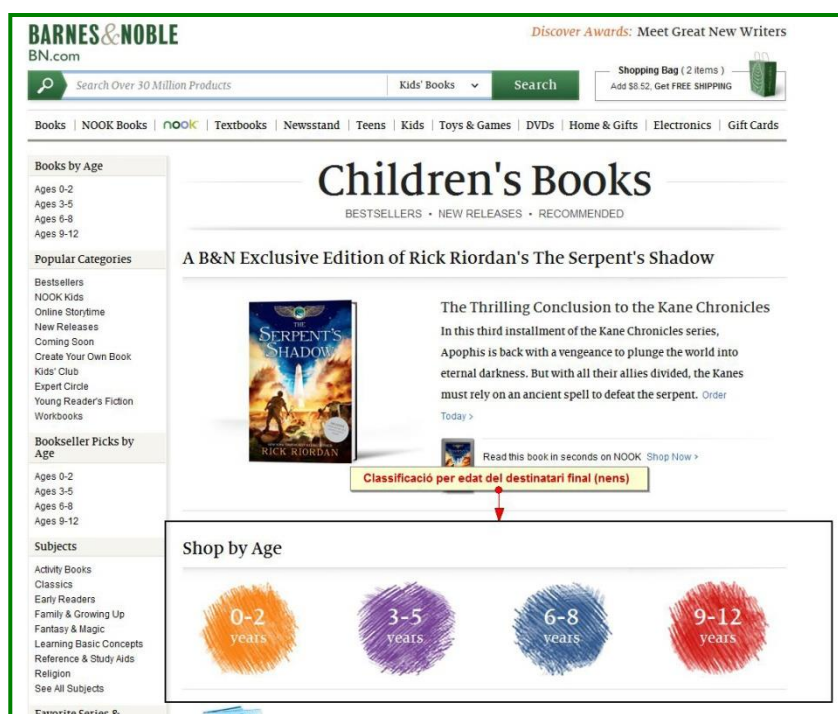 BARNES&NOBLE
BN.com
Discover Awards: Meet Great New Writers
Search Over 30 Million Products
Kids' Books
Search
Shopping Bag ( 2 items )
Add $8.52, Get FREE SHIPPING
Books | NOOK Books | nook | Textbooks | Newsstand | Teens | Kids | Toys & Games | DVDs | Home & Gifts | Electronics | Gift Cards
Books by Age
Ages 0-2
Ages 3-5
Ages 6-8
Ages 9-12
Popular Categories
Bestsellers
NOOK Kids
Online Storytime
New Releases
Coming Soon
Create Your Own Book
Kids' Club
Expert Circle
Young Reader's Fiction
Workbooks
Bookseller Picks by
Age
Ages 0-2
Ages 3-5
Ages 6-8
Ages 9-12
Subjects
Activity Books
Classics
Early Readers
Family & Growing Up
Fantasy & Magic
Learning Basic Concepts
Reference & Study Aids
Religion
See All Subjects
Favorite Series &
Children's Books
BESTSELLERS • NEW RELEASES • RECOMMENDED
A B&N Exclusive Edition of Rick Riordan's The Serpent's Shadow
THE
SERPENT'S
SHADOW
RICK RIORDAN
The Thrilling Conclusion to the Kane Chronicles
In this third installment of the Kane Chronicles series,
Apophis is back with a vengeance to plunge the world into
eternal darkness. But with all their allies divided, the Kanes
must rely on an ancient spell to defeat the serpent. Order
Today >
Read this book in seconds on NOOK Shop Now >
Classificació per edat del destinatari final (nens)
Shop by Age
0-2
years
3-5
years
6-8
years
9-12
years